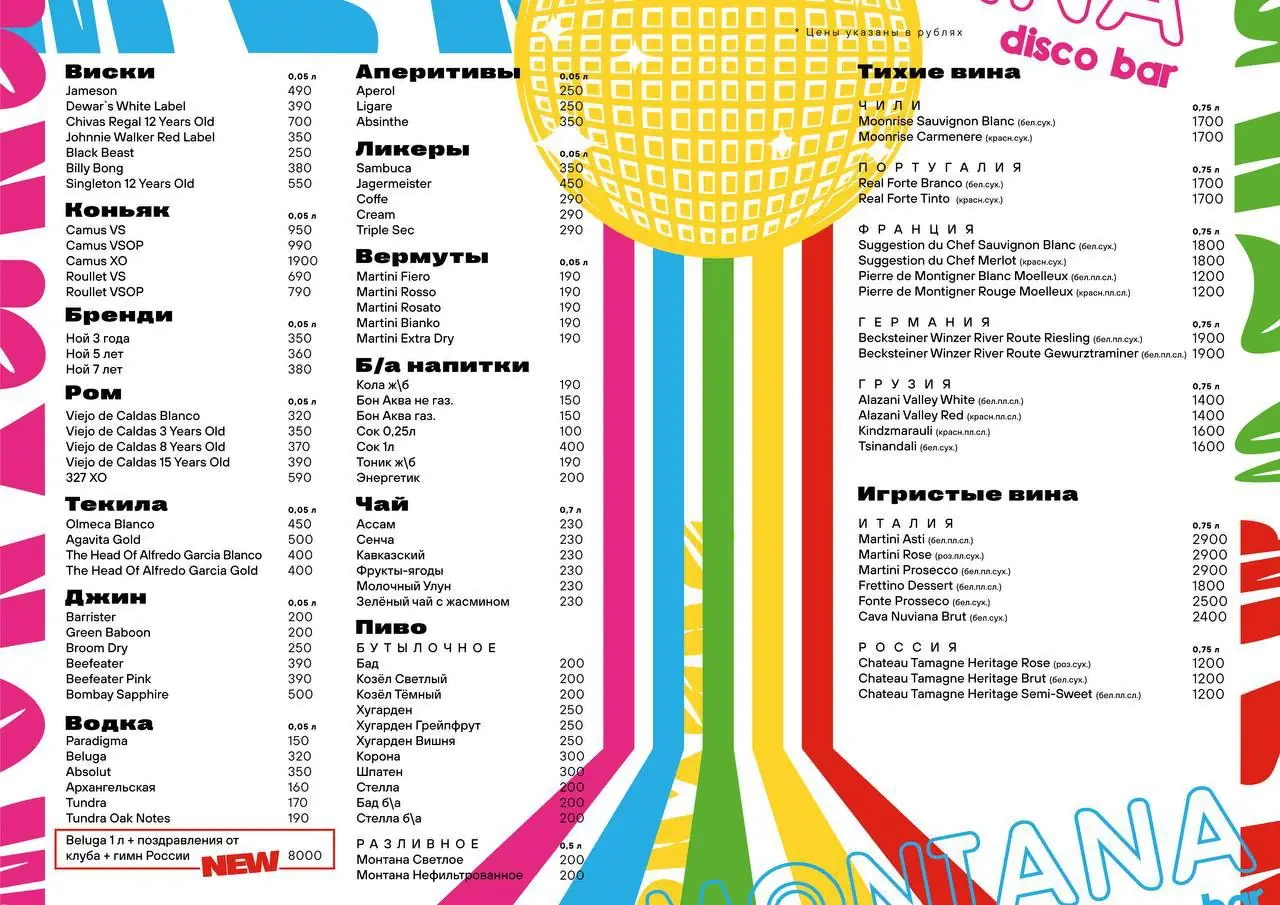 * Цены указаны в рублях
disco bar
Виски 0,05 л
Jameson 490
Dewar`s White Label 390
Chivas Regal 12 Years Old 700
Johnnie Walker Red Label 350
Black Beast 250
Billy Bong 380
Singleton 12 Years Old 550
Коньяк 0,05 л
Camus VS 950
Camus VSOP 990
Camus XO 1900
Roullet VS 690
Roullet VSOP 790
Бренди 0,05 л
Ной 3 года 350
Ной 5 лет 360
Ной 7 лет 380
Ром 0,05 л
Viejo de Caldas Blanco 320
Viejo de Caldas 3 Years Old 350
Viejo de Caldas 8 Years Old 370
Viejo de Caldas 15 Years Old 390
327 XO 590
Текила 0,05 л
Olmeca Blanco 450
Agavita Gold 500
The Head Of Alfredo Garcia Blanco 400
The Head Of Alfredo Garcia Gold 400
Джин 0,05 л
Barrister 200
Green Baboon 200
Broom Dry 250
Beefeater 390
Beefeater Pink 390
Bombay Sapphire 500
Водка 0,05 л
Paradigma 150
Beluga 320
Absolut 350
Архангельская 160
Tundra 170
Tundra Oak Notes 190
Beluga 1 л + поздравления от
клуба + гимн России NEW 8000
Аперитивы 0,05 л
Aperol 250
Ligare 250
Absinthe 350
Ликеры 0,05 л
Sambuca 350
Jagermeister 450
Coffe 290
Cream 290
Triple Sec 290
Вермуты 0,05 л
Martini Fiero 190
Martini Rosso 190
Martini Rosato 190
Martini Bianko 190
Martini Extra Dry 190
Б/а напитки
Кола ж\б 190
Бон Аква не газ. 150
Бон Аква газ. 150
Сок 0,25л 100
Сок 1л 400
Тоник ж\б 190
Энергетик 200
Чай 0,7 л
Ассам 230
Сенча 230
Кавказский 230
Фрукты-ягоды 230
Молочный Улун 230
Зелёный чай с жасмином 230
Пиво
БУТЫЛОЧНОЕ
Бад 200
Козёл Светлый 200
Козёл Тёмный 200
Хугарден 250
Хугарден Грейпфрут 250
Хугарден Вишня 250
Корона 300
Шпатен 300
Стелла 200
Бад б\а 200
Стелла б\а 200
РАЗЛИВНОЕ 0,5 л
Монтана Светлое 200
Монтана Нефильтрованное 200
Тихие вина
ЧИЛИ 0,75 л
Moonrise Sauvignon Blanc (бел.сух.) 1700
Moonrise Carmenere (красн.сух.) 1700
ПОРТУГАЛИЯ 0,75 л
Real Forte Branco (бел.сух.) 1700
Real Forte Tinto (красн.сух.) 1700
ФРАНЦИЯ 0,75 л
Suggestion du Chef Sauvignon Blanc (бел.сух.) 1800
Suggestion du Chef Merlot (красн.сух.) 1800
Pierre de Montigner Blanc Moelleux (бел.пл.сл.) 1200
Pierre de Montigner Rouge Moelleux (красн.пл.сл.) 1200
ГЕРМАНИЯ 0,75 л
Becksteiner Winzer River Route Riesling (бел.пл.сух.) 1900
Becksteiner Winzer River Route Gewurztraminer (бел.пл.сл.) 1900
ГРУЗИЯ 0,75 л
Alazani Valley White (бел.пл.сл.) 1400
Alazani Valley Red (красн.пл.сл.) 1400
Kindzmarauli (красн.пл.сл.) 1600
Tsinandali (бел.сух.) 1600
Игристые вина
ИТАЛИЯ 0,75 л
Martini Asti (бел.пл.сл.) 2900
Martini Rose (роз.пл.сух.) 2900
Martini Prosecco (бел.пл.сух.) 2900
Frettino Dessert (бел.пл.сл.) 1800
Fonte Prosseco (бел.сух.) 2500
Cava Nuviana Brut (бел.сух.) 2400
РОССИЯ 0,75 л
Chateau Tamagne Heritage Rose (роз.сух.) 1200
Chateau Tamagne Heritage Brut (бел.сух.) 1200
Chateau Tamagne Heritage Semi-Sweet (бел.пл.сл.) 1200
MONTANA
bar